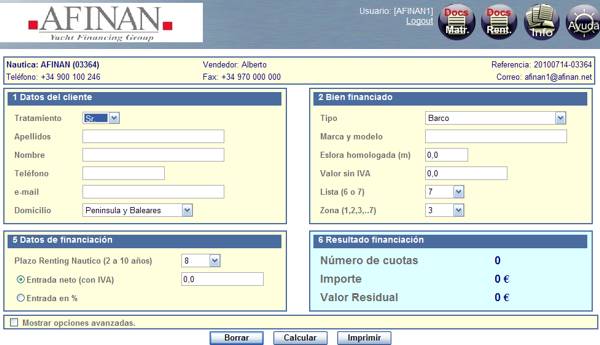 AFINAN
Yacht Financing Group
Usuario: [AFINAN1]
Logout
Docs Matr.
Docs Rent.
Info
Ayuda
Nautica: AFINAN (03364) Vendedor: Alberto Referencia: 20100714-03364
Teléfono: +34 900 100 246 Fax: +34 970 000 000 Correo: afinan1@afinan.net
1 Datos del cliente
Tratamiento Sr.
Apellidos
Nombre
Teléfono
e-mail
Domicilio Peninsula y Baleares
2 Bien financiado
Tipo Barco
Marca y modelo
Eslora homologada (m) 0,0
Valor sin IVA 0,0
Lista (6 o 7) 7
Zona (1,2,3,..7) 3
5 Datos de financiación
Plazo Renting Nautico (2 a 10 años) 8
Entrada neto (con IVA) 0,0
Entrada en %
6 Resultado financiación
Número de cuotas 0
Importe 0 €
Valor Residual 0 €
Mostrar opciones avanzadas.
Borrar Calcular Imprimir